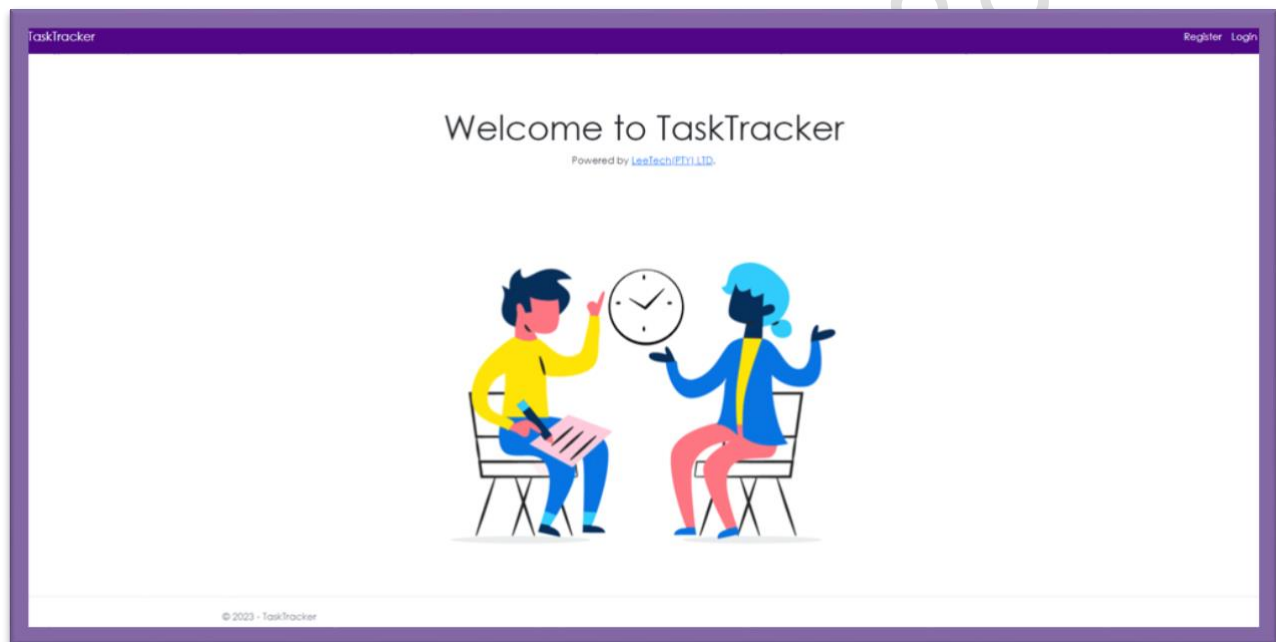 TaskTracker
Register Login
Welcome to TaskTracker
Powered by LeeTech(PTY) LTD.
© 2023 - TaskTracker